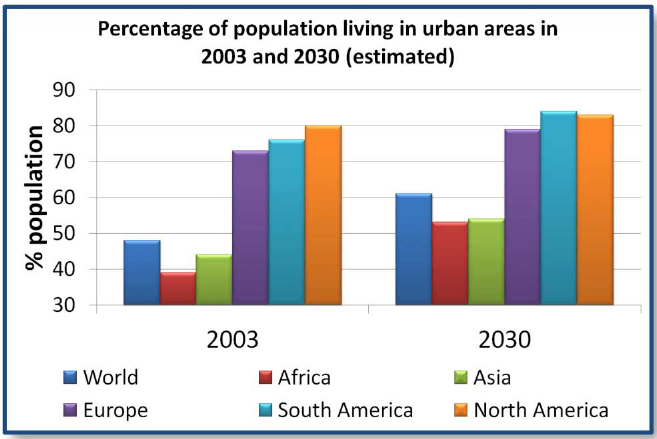 Percentage of population living in urban areas in
2003 and 2030 (estimated)
% population
90
80
70
60
50
40
30
2003 2030
World Africa Asia
Europe South America North America